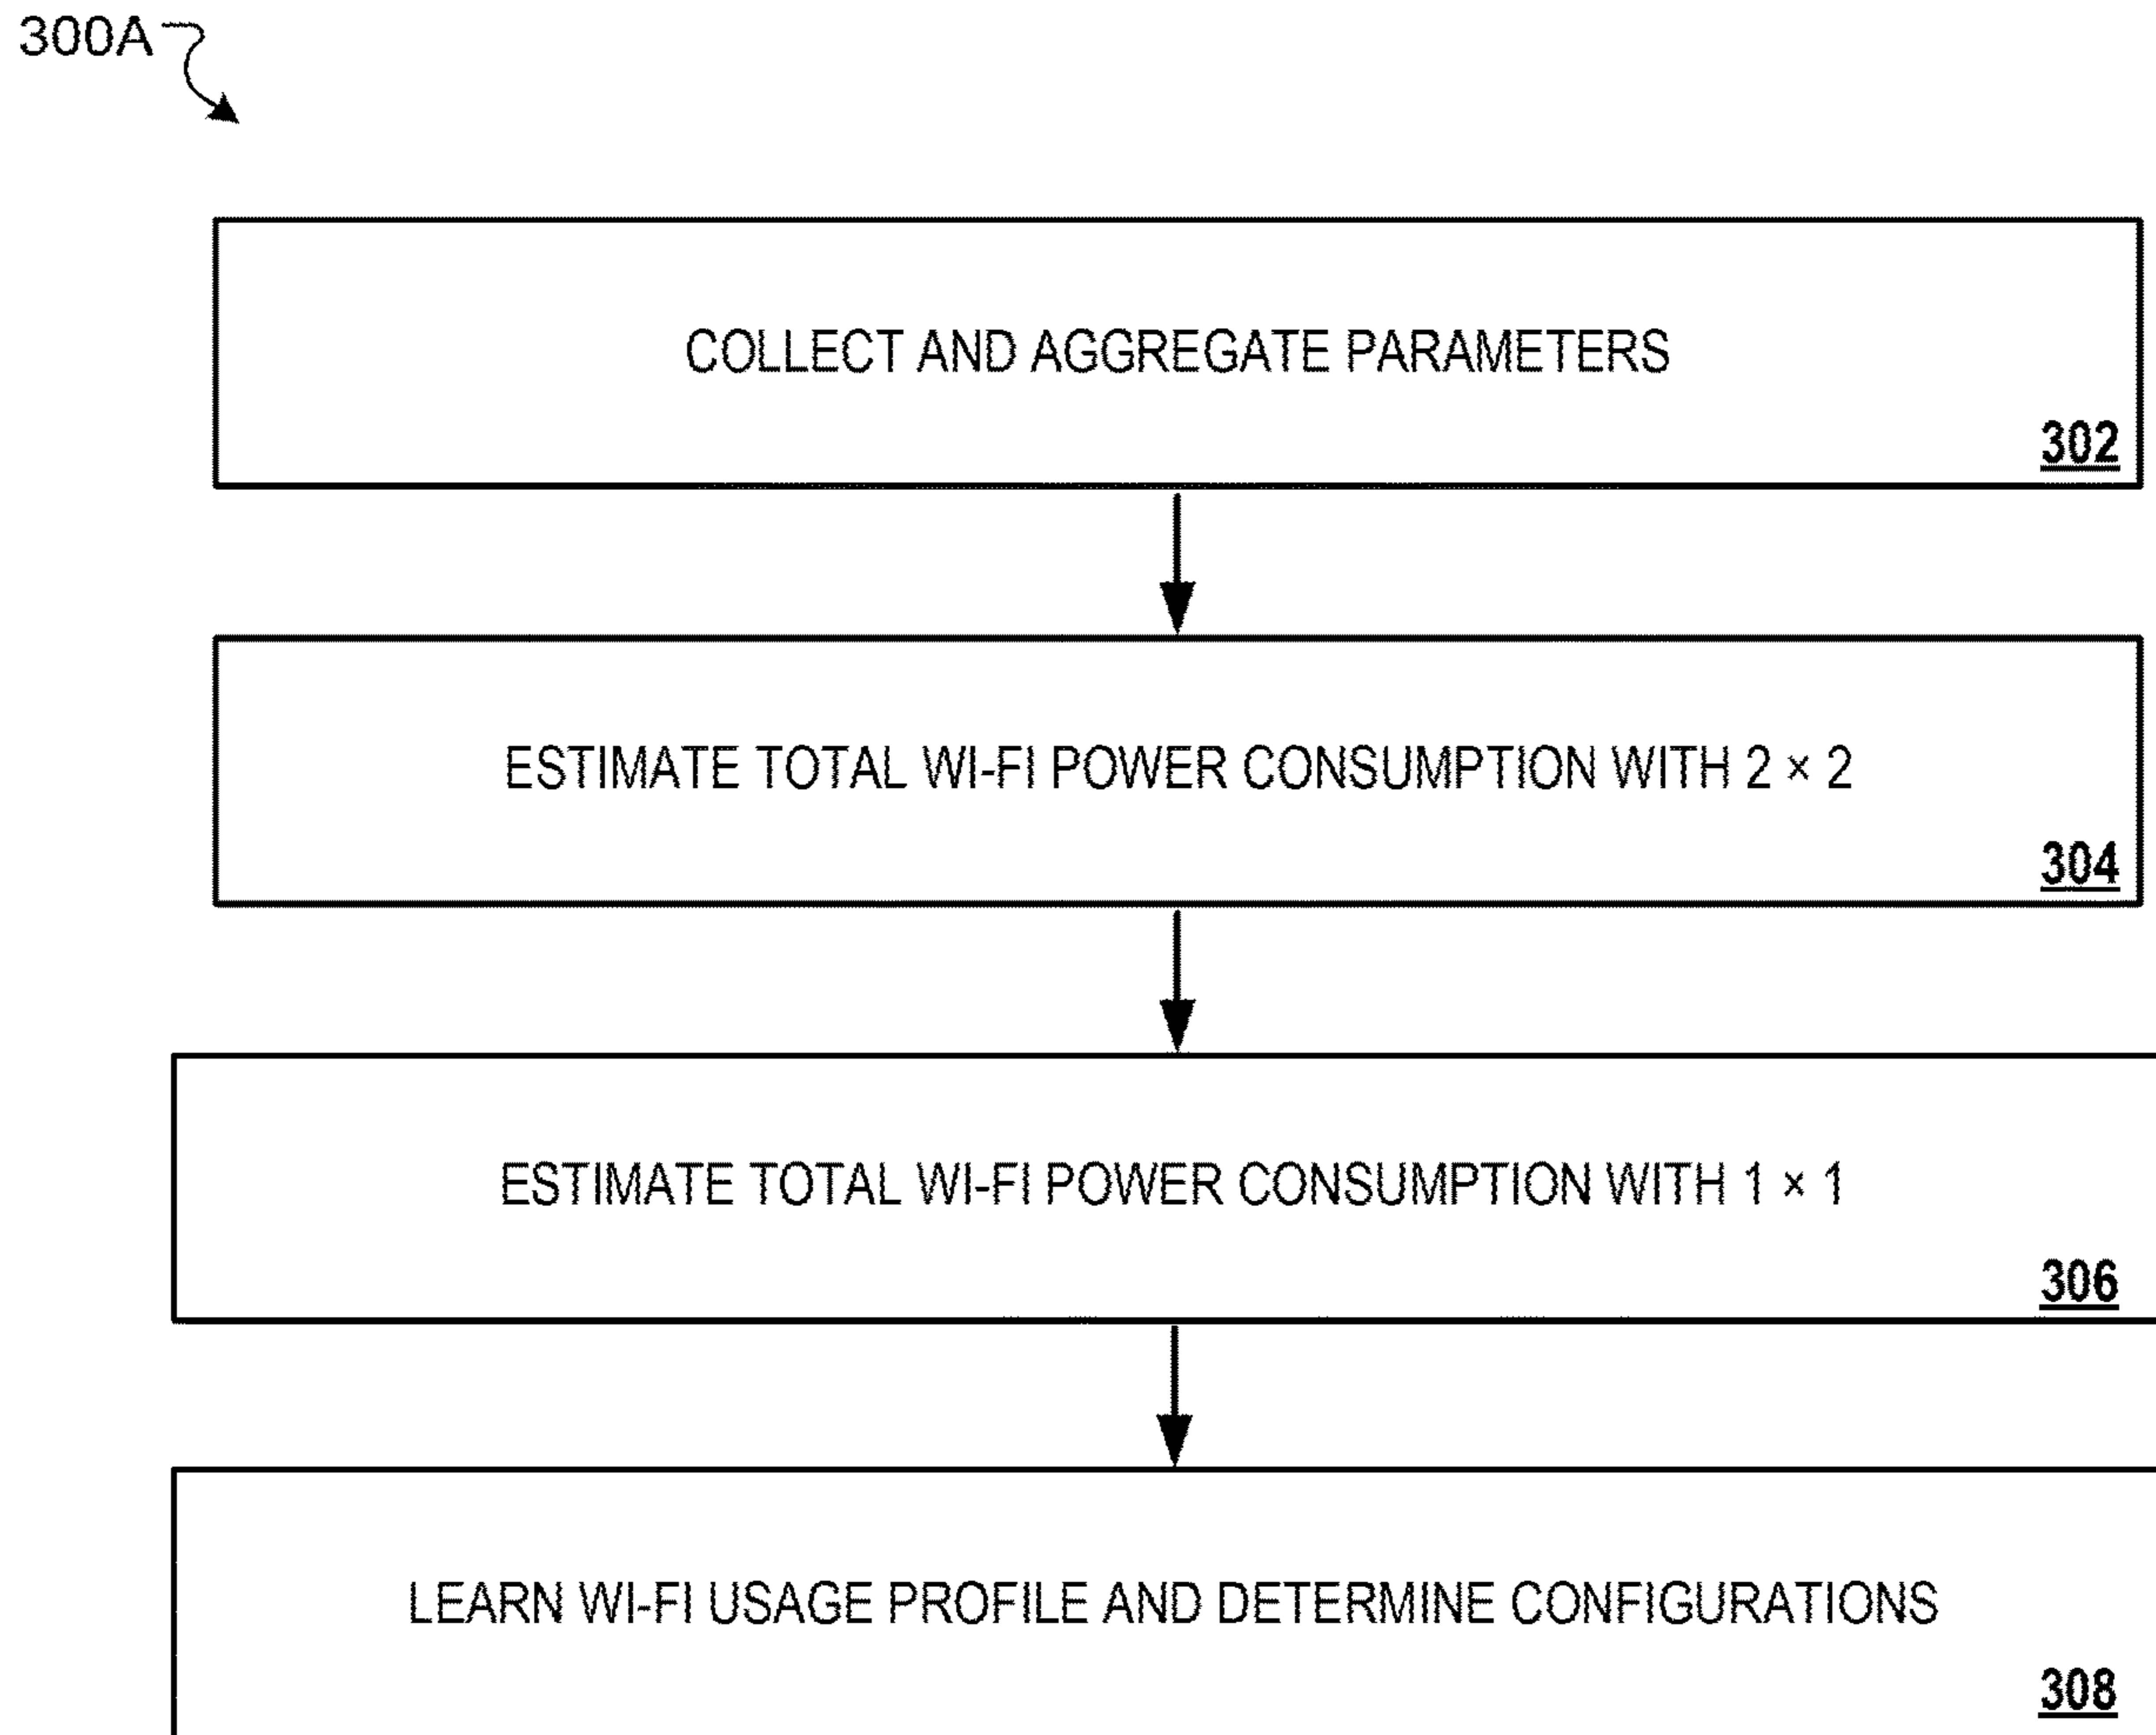 300A
COLLECT AND AGGREGATE PARAMETERS
302
ESTIMATE TOTAL WI-FI POWER CONSUMPTION WITH 2 × 2
304
ESTIMATE TOTAL WI-FI POWER CONSUMPTION WITH 1 × 1
306
LEARN WI-FI USAGE PROFILE AND DETERMINE CONFIGURATIONS
308